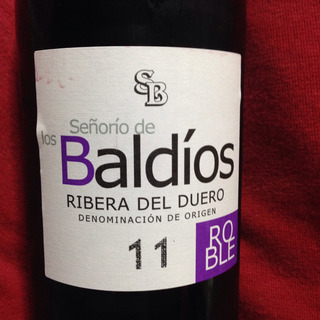 SB
Señorío de
los
Baldíos
RIBERA DEL DUERO
DENOMINACIÓN DE ORIGEN
11
RO
BLE